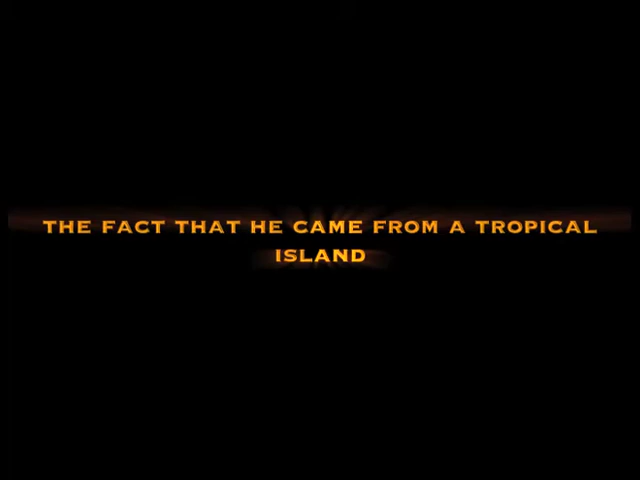 THE FACT THAT HE CAME FROM A TROPICAL
ISLAND